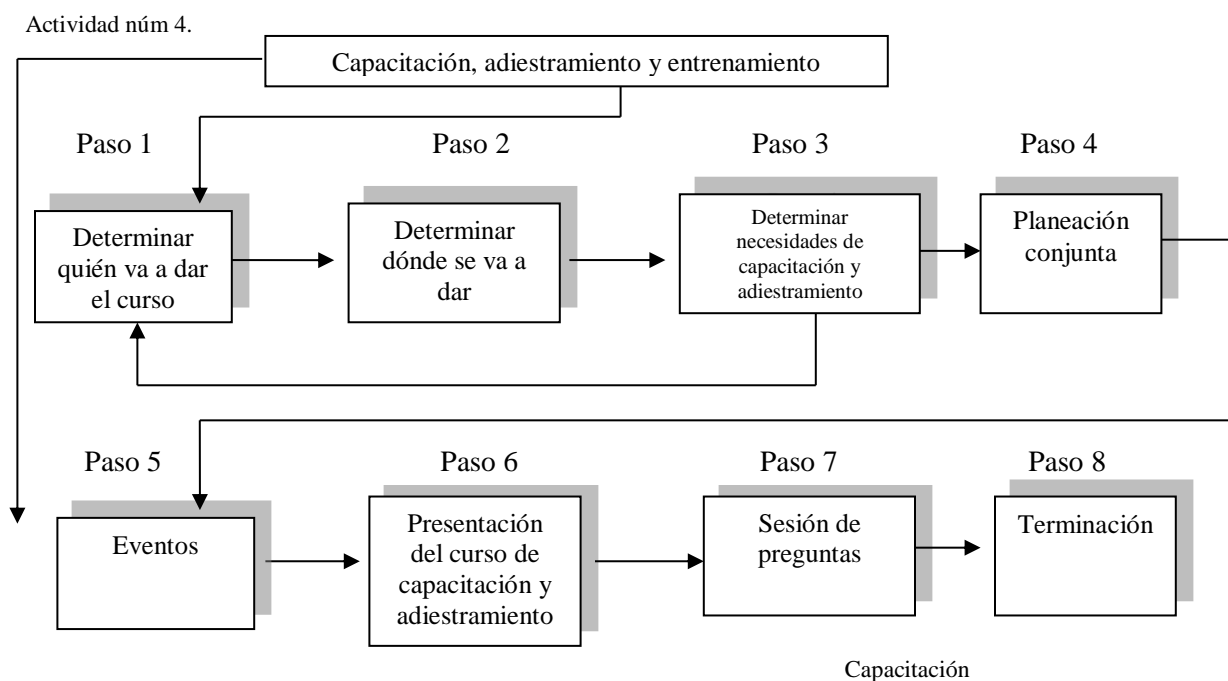 Actividad núm 4.
Capacitación, adiestramiento y entrenamiento
Paso 1
Paso 2
Paso 3
Paso 4
Determinar
quién va a dar
el curso
Determinar
dónde se va a
dar
Determinar
necesidades de
capacitación y
adiestramiento
Planeación
conjunta
Paso 5
Paso 6
Paso 7
Paso 8
Eventos
Presentación
del curso de
capacitación y
adiestramiento
Sesión de
preguntas
Terminación
Capacitación